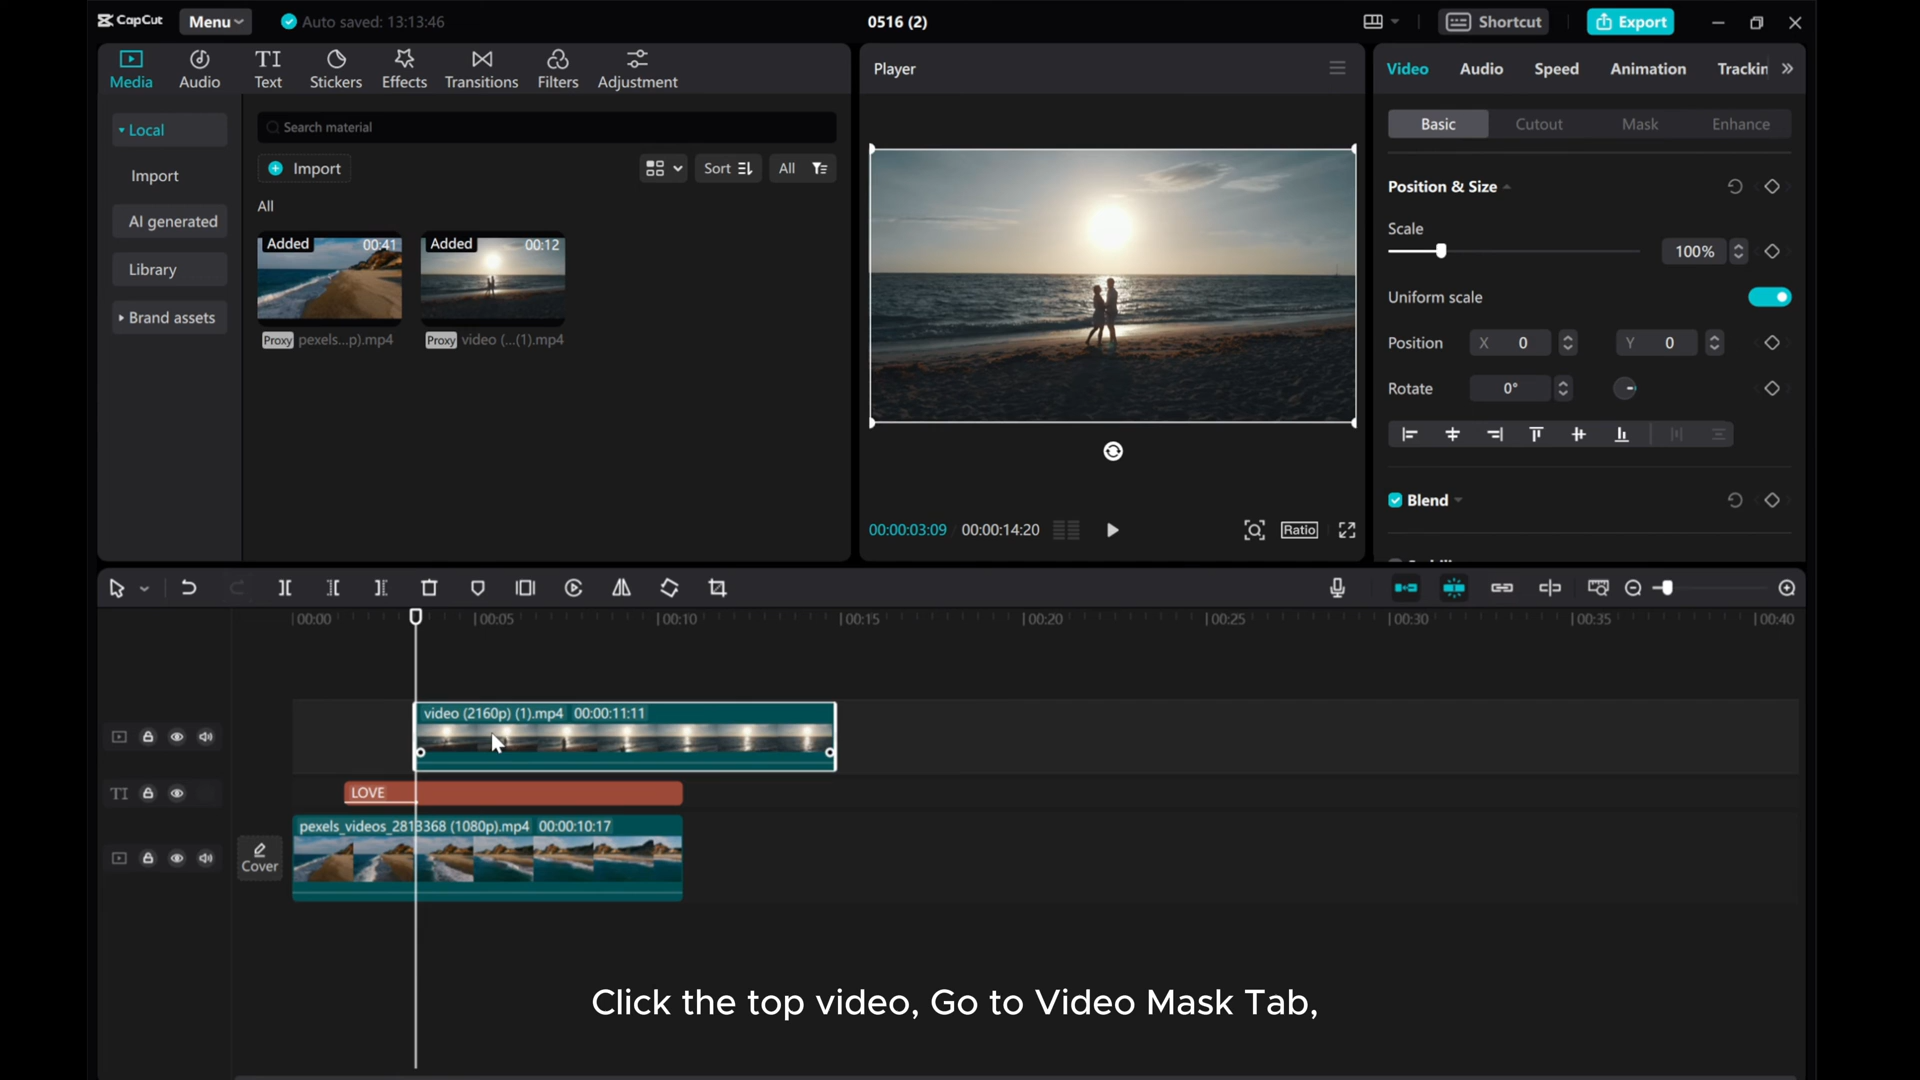 CapCut
Menu
Auto saved: 13:13:46
0516 (2)
Shortcut
Export
Media
Audio
Text
Stickers
Effects
Transitions
Filters
Adjustment
Player
Video
Audio
Speed
Animation
Trackin
Local
Import
AI generated
Library
Brand assets
Search material
Import
Sort
All
All
Added 00:41
Added 00:12
Proxy pexels...p).mp4
Proxy video (...(1).mp4
00:00:03:09 00:00:14:20
Ratio
Basic
Cutout
Mask
Enhance
Position & Size
Scale
100%
Uniform scale
Position X 0 Y 0
Rotate 0°
Blend
00:00 00:05 00:10 00:15 00:20 00:25 00:30 00:35 00:40
video (2160p) (1).mp4 00:00:11:11
TI
LOVE
Cover
pexels_videos_2813368 (1080p).mp4 00:00:10:17
Click the top video, Go to Video Mask Tab,